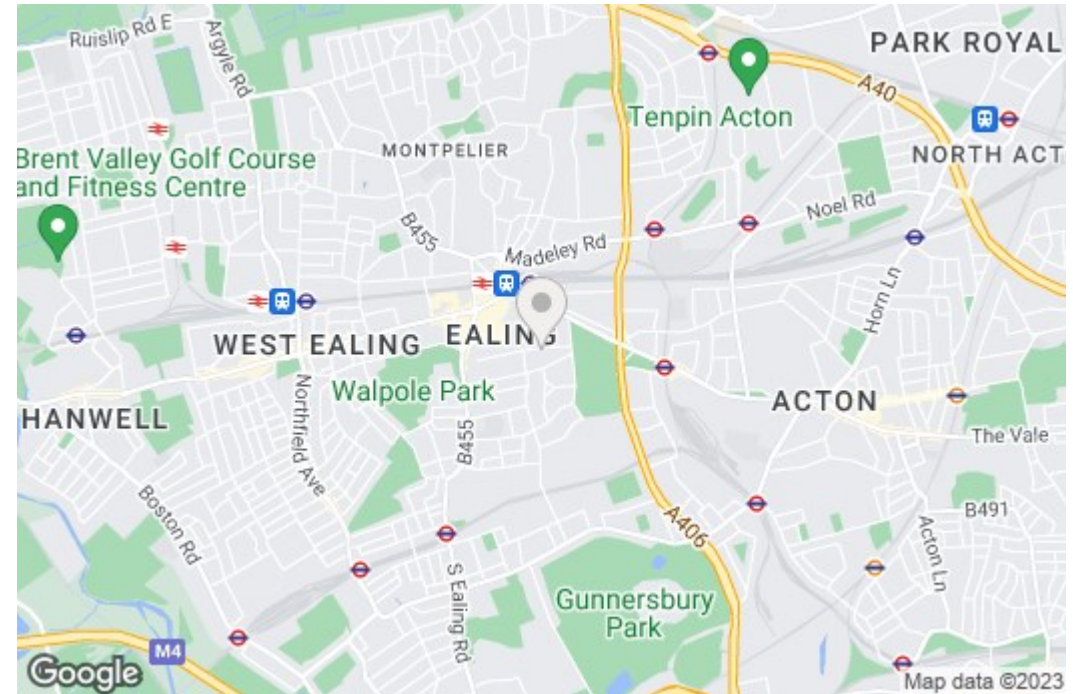 Ruislip Rd E
Argyle Rd
PARK ROYAL
A40
Tenpin Acton
MONTPELIER
NORTH ACT
Brent Valley Golf Course
and Fitness Centre
B455
Noel Rd
Madeley Rd
Horn Ln
WEST EALING
EALING
Walpole Park
ACTON
HANWELL
Northfield Ave
B455
The Vale
Boston Rd
A406
B491
Acton Ln
S Ealing Rd
Gunnersbury
Park
M4
Google
Map data ©2023